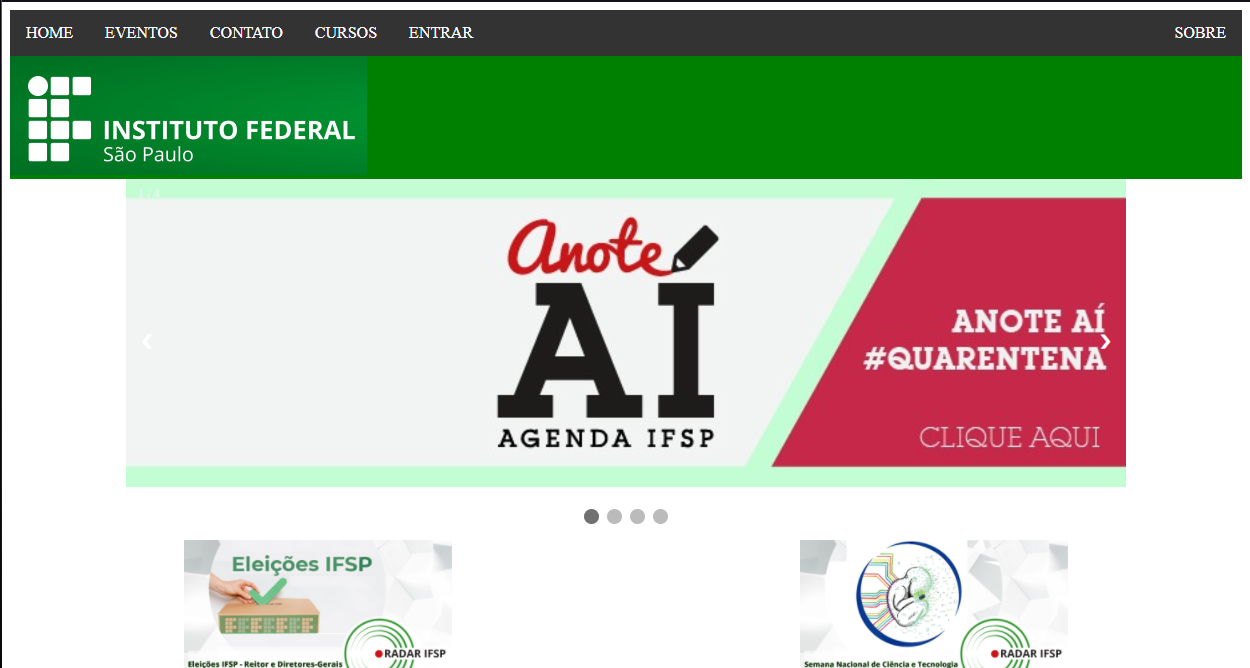 HOME EVENTOS CONTATO CURSOS ENTRAR SOBRE
INSTITUTO FEDERAL
São Paulo
1 / 4
Anote
AÍ
AGENDA IFSP
ANOTE AÍ
#QUARENTENA
CLIQUE AQUI
Eleições IFSP
RADAR IFSP
Eleições IFSP - Reitor e Diretores-Gerais
RADAR IFSP
Semana Nacional de Ciência e Tecnologia